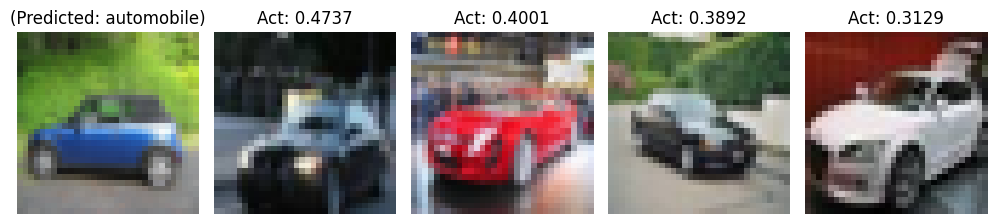 (Predicted: automobile)
Act: 0.4737
Act: 0.4001
Act: 0.3892
Act: 0.3129